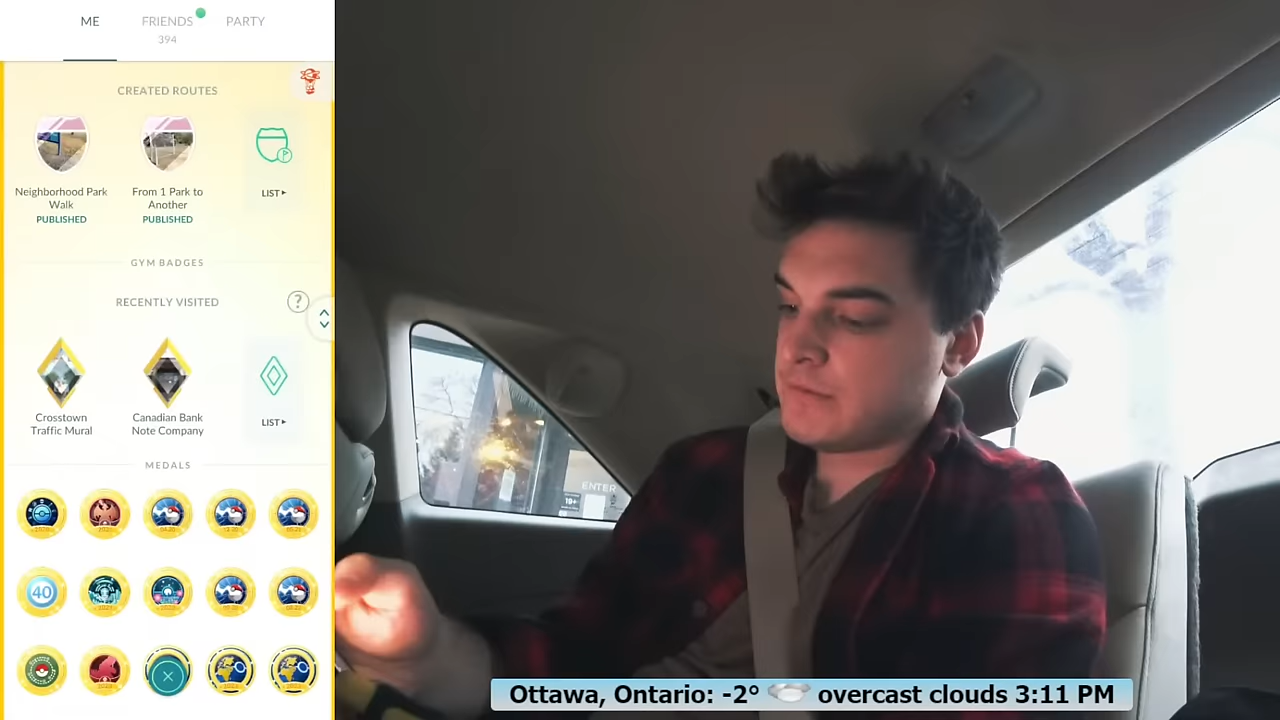 ME
FRIENDS
394
PARTY
CREATED ROUTES
Neighborhood Park
Walk
PUBLISHED
From 1 Park to
Another
PUBLISHED
LIST▸
GYM BADGES
RECENTLY VISITED
?
Crosstown
Traffic Mural
Canadian Bank
Note Company
LIST▸
MEDALS
40
ENTER
19+
Ottawa, Ontario: -2° overcast clouds 3:11 PM